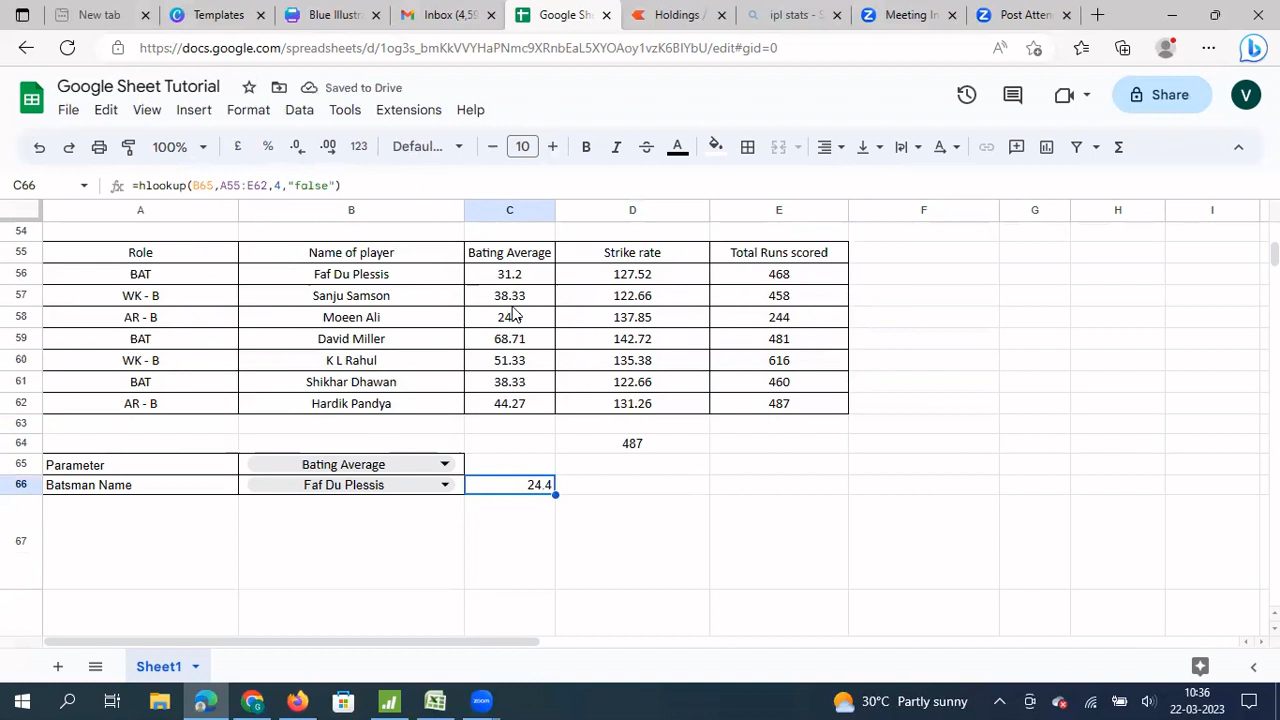 New tab
Templates
Blue Illustr
Inbox (4,59
Google She
Holdings /
ipl stats - S
Meeting In
Post Atten
https://docs.google.com/spreadsheets/d/1og3s_bmKkVVYHaPNmc9XRnbEaL5XYOAoy1vzK6BIYbU/edit#gid=0
Google Sheet Tutorial
Saved to Drive
File Edit View Insert Format Data Tools Extensions Help
Share
V
100% £ % .0 .00 123 Defaul... 10 B I A A Σ
C66 fx =hlookup(B65,A55:E62,4,"false")
A B C D E F G H I
54
55 Role Name of player Bating Average Strike rate Total Runs scored
56 BAT Faf Du Plessis 31.2 127.52 468
57 WK - B Sanju Samson 38.33 122.66 458
58 AR - B Moeen Ali 24. 137.85 244
59 BAT David Miller 68.71 142.72 481
60 WK - B K L Rahul 51.33 135.38 616
61 BAT Shikhar Dhawan 38.33 122.66 460
62 AR - B Hardik Pandya 44.27 131.26 487
63
64 487
65 Parameter Bating Average
66 Batsman Name Faf Du Plessis 24.4
67
Sheet1
zoom
30°C Partly sunny
10:36
22-03-2023